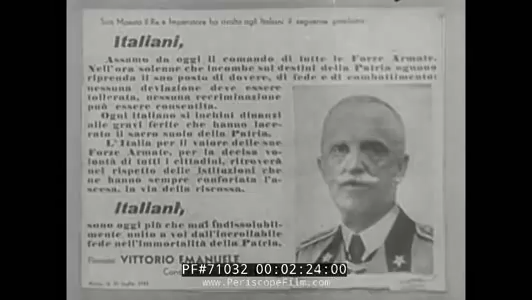 Sua Maestà il Re e Imperatore ha rivolto agli Italiani il seguente proclama:
Italiani,
Assumo da oggi il comando di tutte le Forze Armate.
Nell'ora solenne che incombe sui destini della Patria ognuno
riprenda il suo posto di dovere, di fede e di combattimento:
nessuna deviazione deve essere
tollerata, nessuna recriminazione
può essere consentita.
Ogni Italiano si inchini dinanzi
alle gravi ferite che hanno lace-
rato il sacro suolo della Patria.
L'Italia per il valore delle sue
Forze Armate, per la decisa vo-
lontà di tutti i cittadini, ritroverà
nel rispetto delle istituzioni che
ne hanno sempre confortata l'a-
scesa, la via della riscossa.
Italiani,
sono oggi più che mai indissolubil-
mente unito a voi dall'incrollabile
fede nell'immortalità della Patria.
VITTORIO EMANUELE
PF#71032 00:02:24:00
www.PeriscopeFilm.com